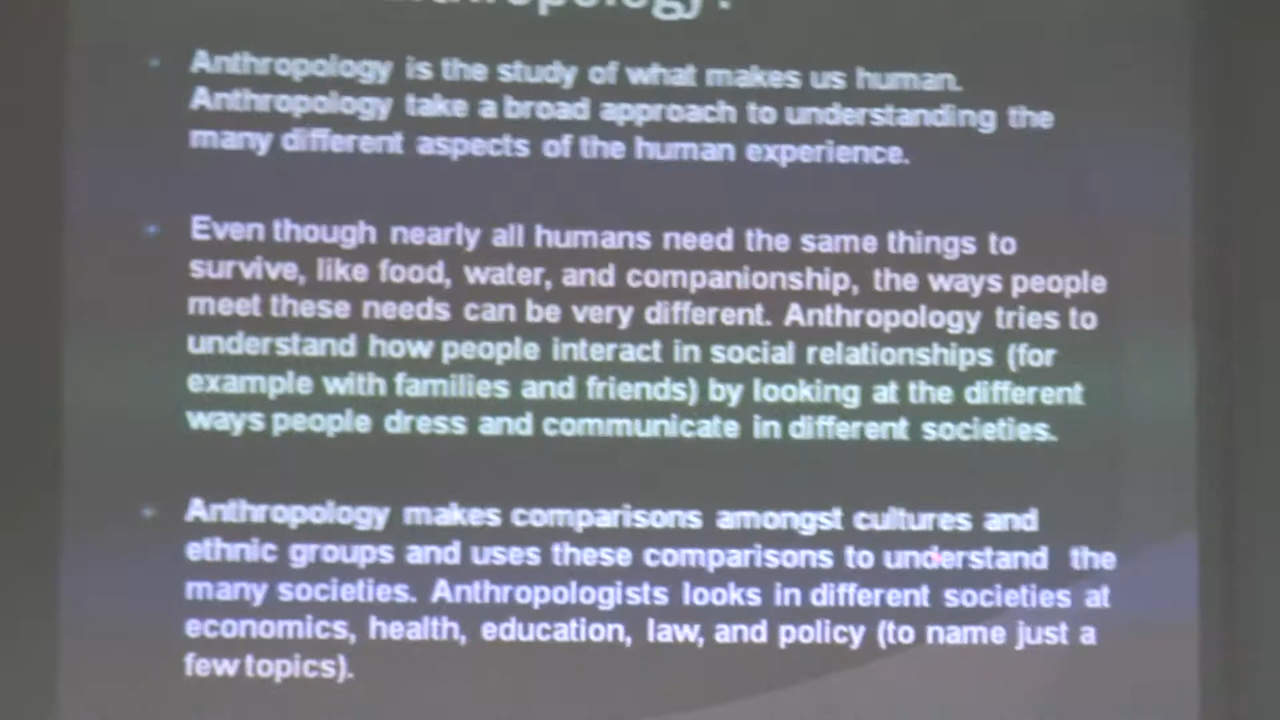 Anthropology is the study of what makes us human.
Anthropology take a broad approach to understanding the
many different aspects of the human experience.
Even though nearly all humans need the same things to
survive, like food, water, and companionship, the ways people
meet these needs can be very different. Anthropology tries to
understand how people interact in social relationships (for
example with families and friends) by looking at the different
ways people dress and communicate in different societies.
Anthropology makes comparisons amongst cultures and
ethnic groups and uses these comparisons to understand the
many societies. Anthropologists looks in different societies at
economics, health, education, law, and policy (to name just a
few topics).